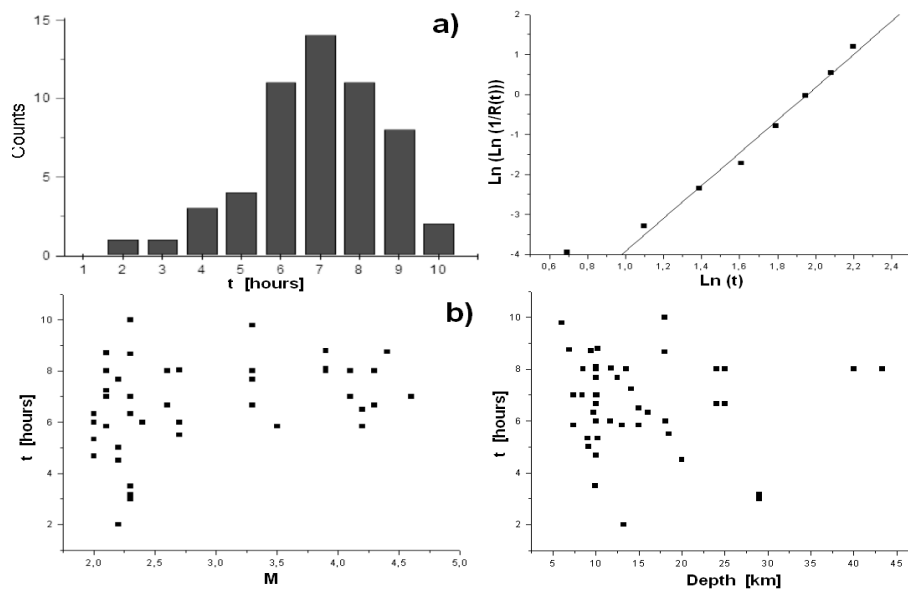 a)
15
10
5
0
Counts
1 2 3 4 5 6 7 8 9 10
t [hours]
2
1
0
-1
-2
-3
-4
Ln (Ln (1/R(t)))
0,6 0,8 1,0 1,2 1,4 1,6 1,8 2,0 2,2 2,4
Ln (t)
b)
10
8
6
4
2
t [hours]
2,0 2,5 3,0 3,5 4,0 4,5 5,0
M
10
8
6
4
2
t [hours]
5 10 15 20 25 30 35 40 45
Depth [km]